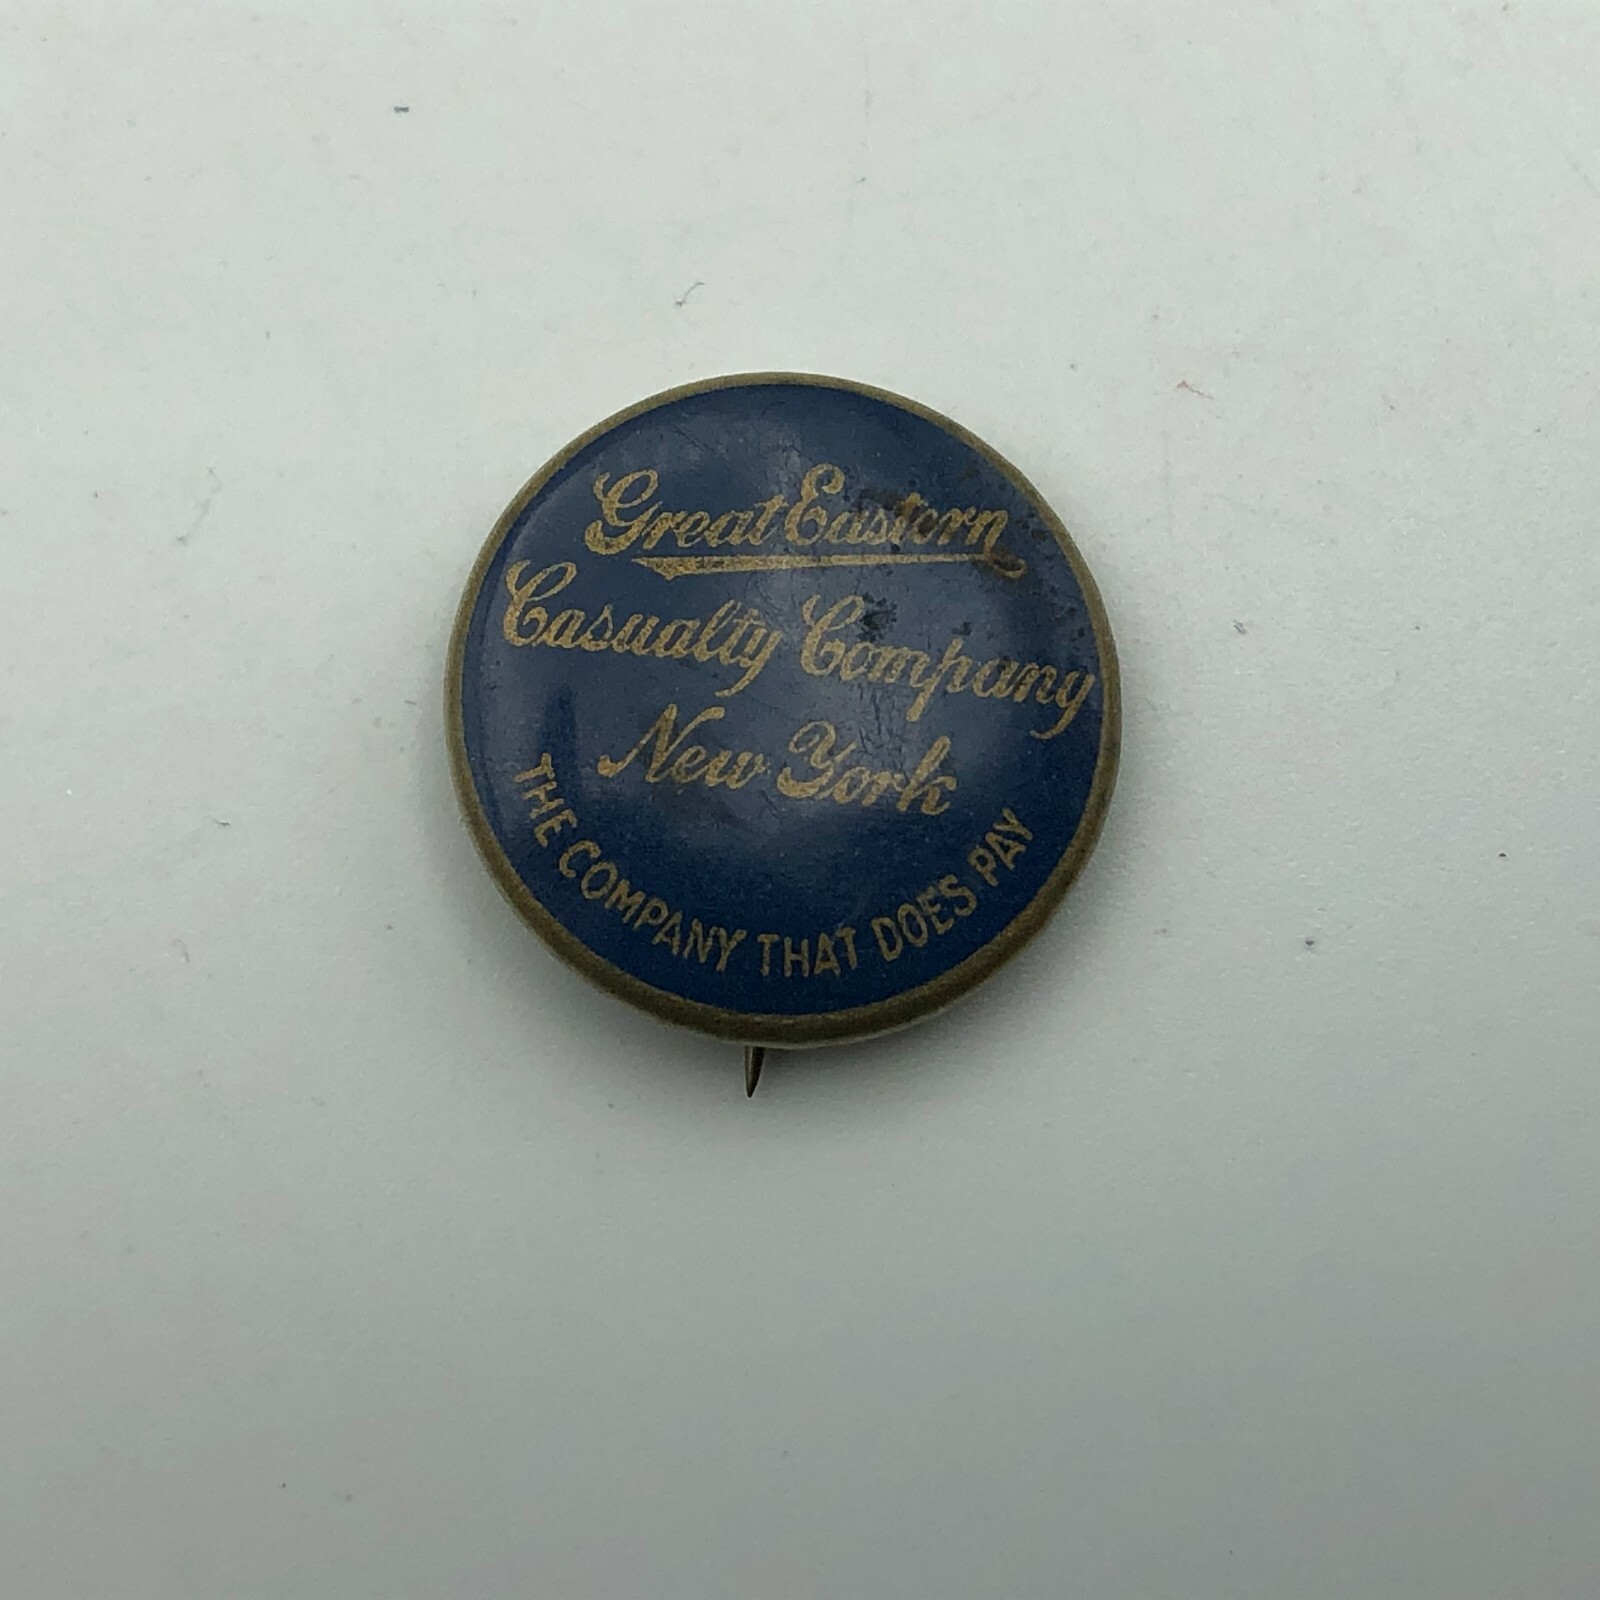 Great Eastern
Casualty Company
New York
THE COMPANY THAT DOES PAY